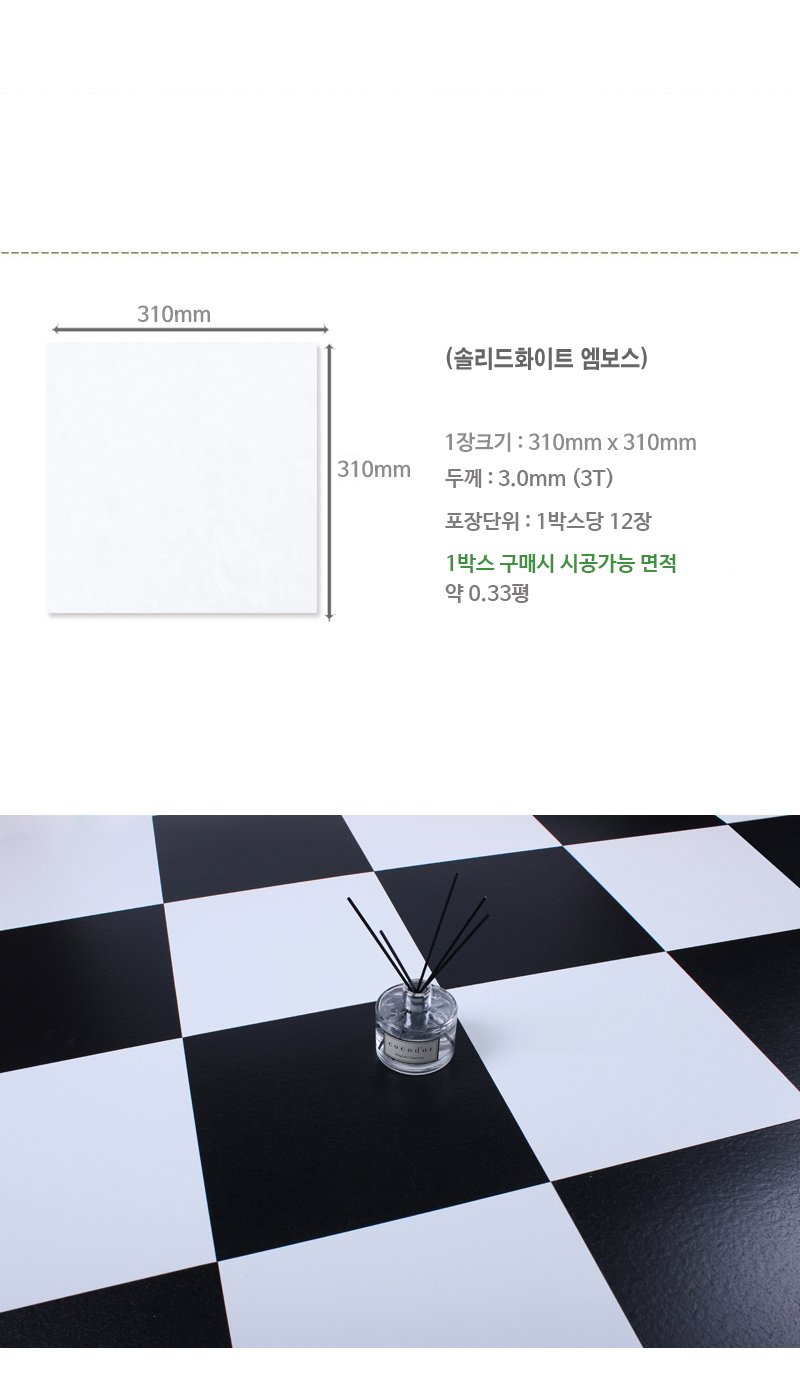 310mm
(솔리드화이트 엠보스)
1장크기 : 310mm x 310mm
310mm
두께 : 3.0mm (3T)
포장단위 : 1박스당 12장
1박스 구매시 시공가능 면적
약 0.33평
cocodor